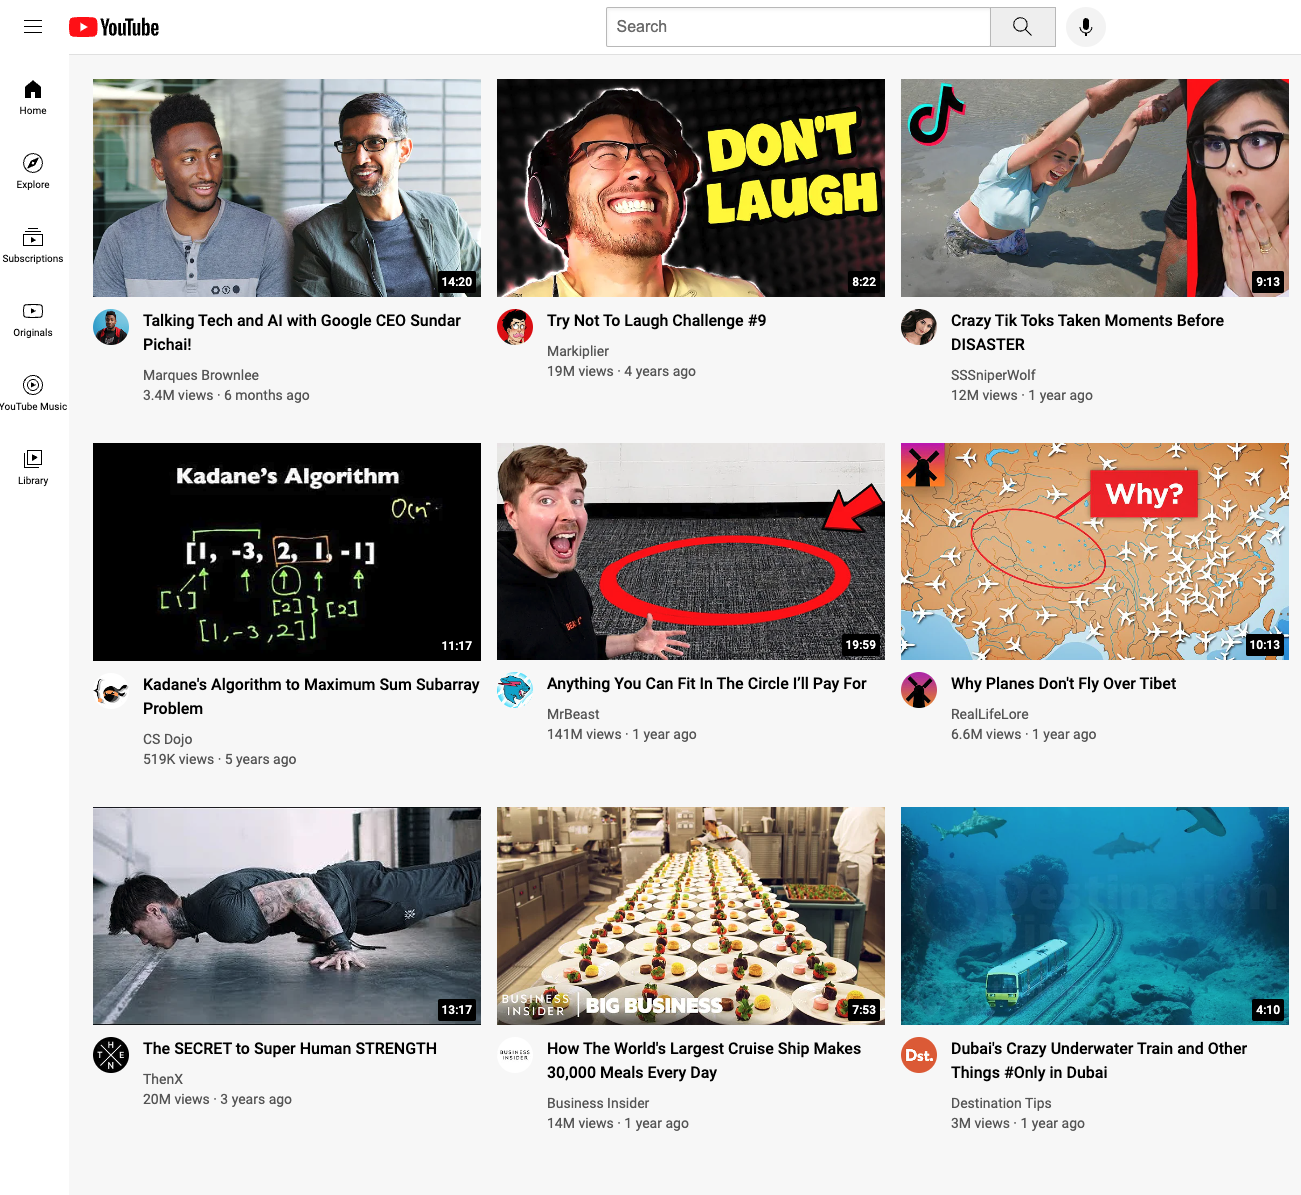 YouTube
Search
Home
Explore
Subscriptions
Originals
YouTube Music
Library
14:20
Talking Tech and AI with Google CEO Sundar
Pichai!
Marques Brownlee
3.4M views · 6 months ago
DON'T
LAUGH
8:22
Try Not To Laugh Challenge #9
Markiplier
19M views · 4 years ago
9:13
Crazy Tik Toks Taken Moments Before
DISASTER
SSSniperWolf
12M views · 1 year ago
Kadane's Algorithm
[1, -3, 2, 1, -1]
[1] [2] [2]
[1, -3, 2]
11:17
Kadane's Algorithm to Maximum Sum Subarray
Problem
CS Dojo
519K views · 5 years ago
19:59
Anything You Can Fit In The Circle I’ll Pay For
MrBeast
141M views · 1 year ago
Why?
10:13
Why Planes Don't Fly Over Tibet
RealLifeLore
6.6M views · 1 year ago
13:17
THEN
The SECRET to Super Human STRENGTH
ThenX
20M views · 3 years ago
BUSINESS
INSIDER
BIG BUSINESS
7:53
BUSINESS
INSIDER
How The World's Largest Cruise Ship Makes
30,000 Meals Every Day
Business Insider
14M views · 1 year ago
4:10
Dst.
Dubai's Crazy Underwater Train and Other
Things #Only in Dubai
Destination Tips
3M views · 1 year ago